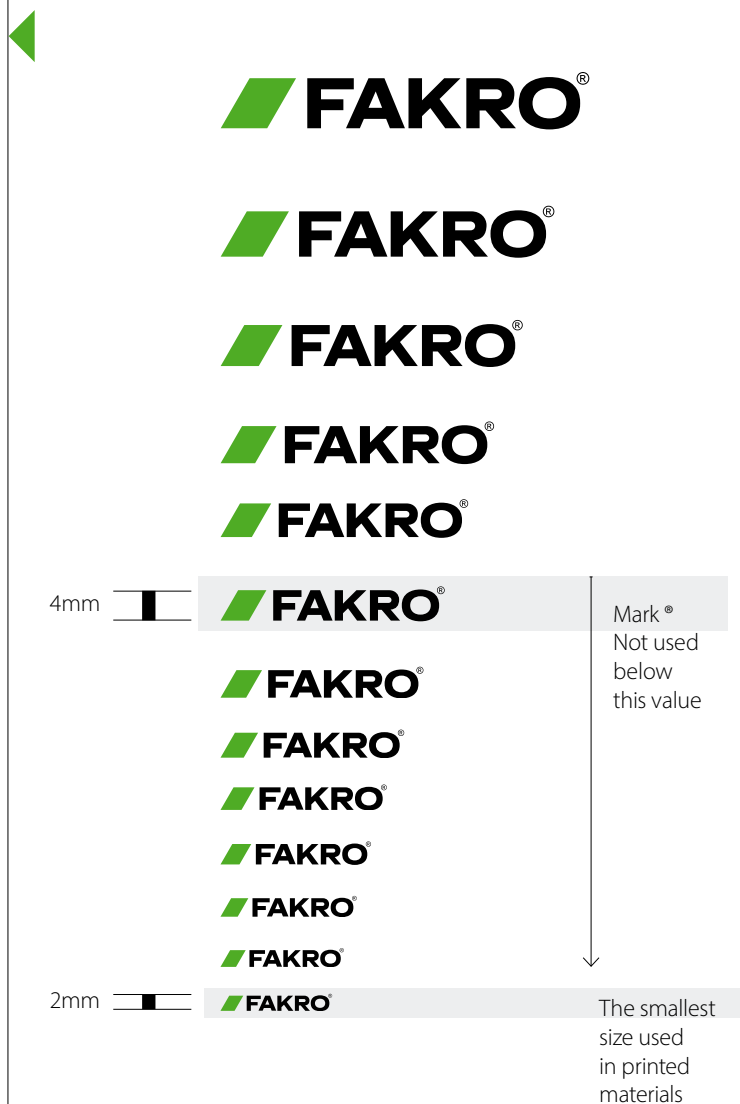 FAKRO®
FAKRO®
FAKRO®
FAKRO®
FAKRO®
4mm
FAKRO®
Mark ®
Not used
below
this value
FAKRO®
FAKRO®
FAKRO®
FAKRO®
FAKRO®
FAKRO®
2mm
FAKRO®
The smallest
size used
in printed
materials